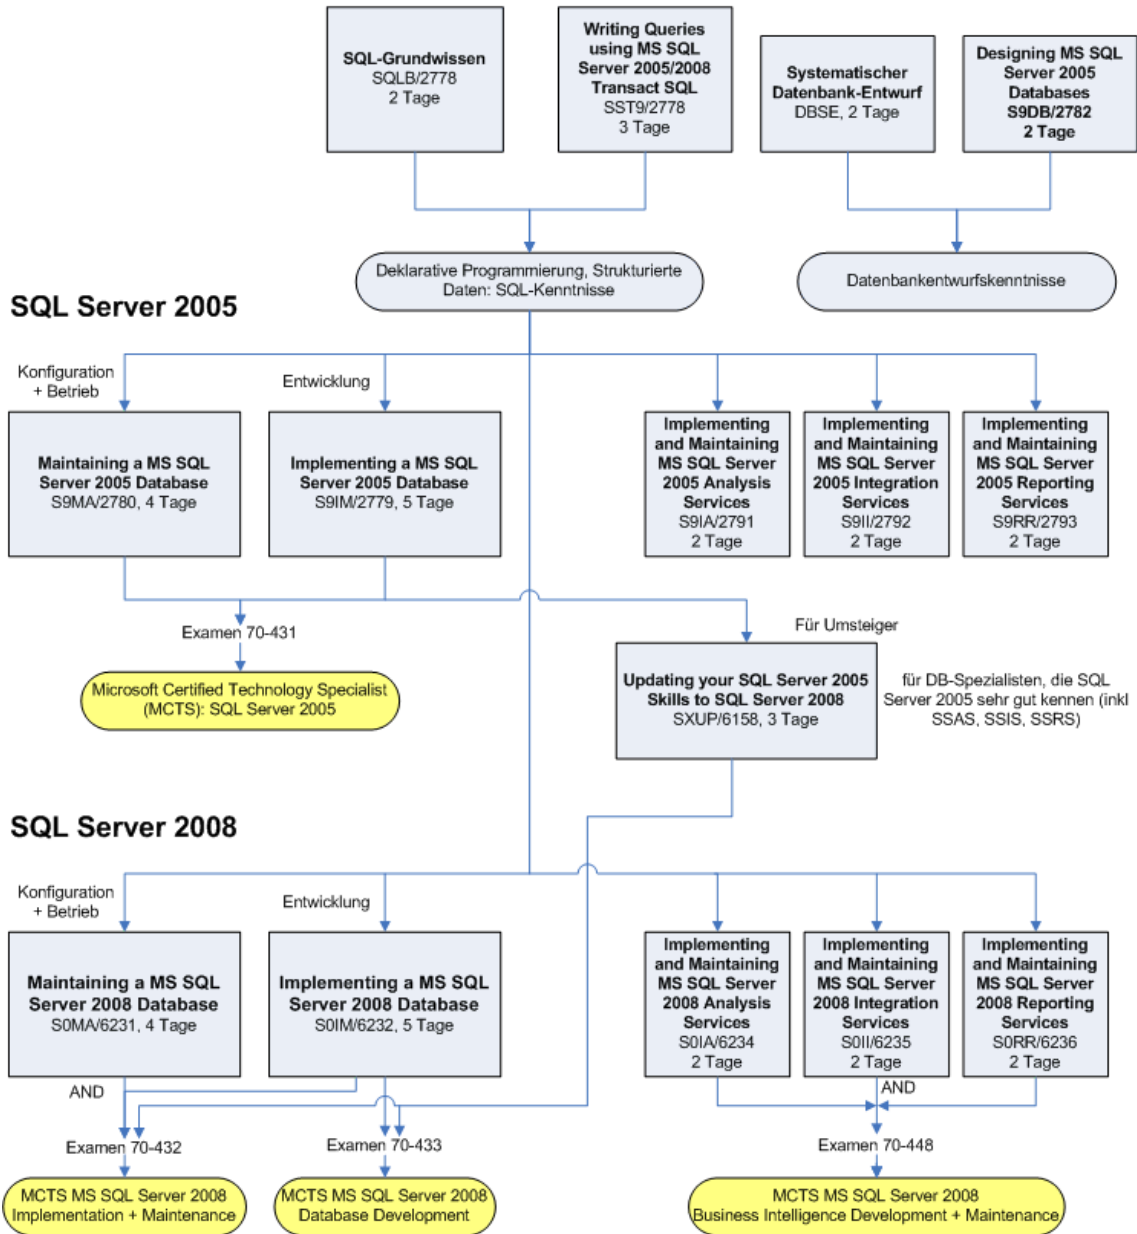 SQL-Grundwissen
SQLB/2778
2 Tage
Writing Queries
using MS SQL
Server 2005/2008
Transact SQL
SST9/2778
3 Tage
Systematischer
Datenbank-Entwurf
DBSE, 2 Tage
Designing MS SQL
Server 2005
Databases
S9DB/2782
2 Tage
Deklarative Programmierung, Strukturierte
Daten: SQL-Kenntnisse
Datenbankentwurfskenntnisse
SQL Server 2005
Konfiguration
+ Betrieb
Entwicklung
Maintaining a MS SQL
Server 2005 Database
S9MA/2780, 4 Tage
Implementing a MS SQL
Server 2005 Database
S9IM/2779, 5 Tage
Implementing
and Maintaining
MS SQL Server
2005 Analysis
Services
S9IA/2791
2 Tage
Implementing
and Maintaining
MS SQL Server
2005 Integration
Services
S9II/2792
2 Tage
Implementing
and Maintaining
MS SQL Server
2005 Reporting
Services
S9RR/2793
2 Tage
Examen 70-431
Microsoft Certified Technology Specialist
(MCTS): SQL Server 2005
Für Umsteiger
Updating your SQL Server 2005
Skills to SQL Server 2008
SXUP/6158, 3 Tage
für DB-Spezialisten, die SQL
Server 2005 sehr gut kennen (inkl
SSAS, SSIS, SSRS)
SQL Server 2008
Konfiguration
+ Betrieb
Entwicklung
Maintaining a MS SQL
Server 2008 Database
S0MA/6231, 4 Tage
Implementing a MS SQL
Server 2008 Database
S0IM/6232, 5 Tage
Implementing
and Maintaining
MS SQL Server
2008 Analysis
Services
S0IA/6234
2 Tage
Implementing
and Maintaining
MS SQL Server
2008 Integration
Services
S0II/6235
2 Tage
Implementing
and Maintaining
MS SQL Server
2008 Reporting
Services
S0RR/6236
2 Tage
AND
AND
Examen 70-432
Examen 70-433
Examen 70-448
MCTS MS SQL Server 2008
Implementation + Maintenance
MCTS MS SQL Server 2008
Database Development
MCTS MS SQL Server 2008
Business Intelligence Development + Maintenance